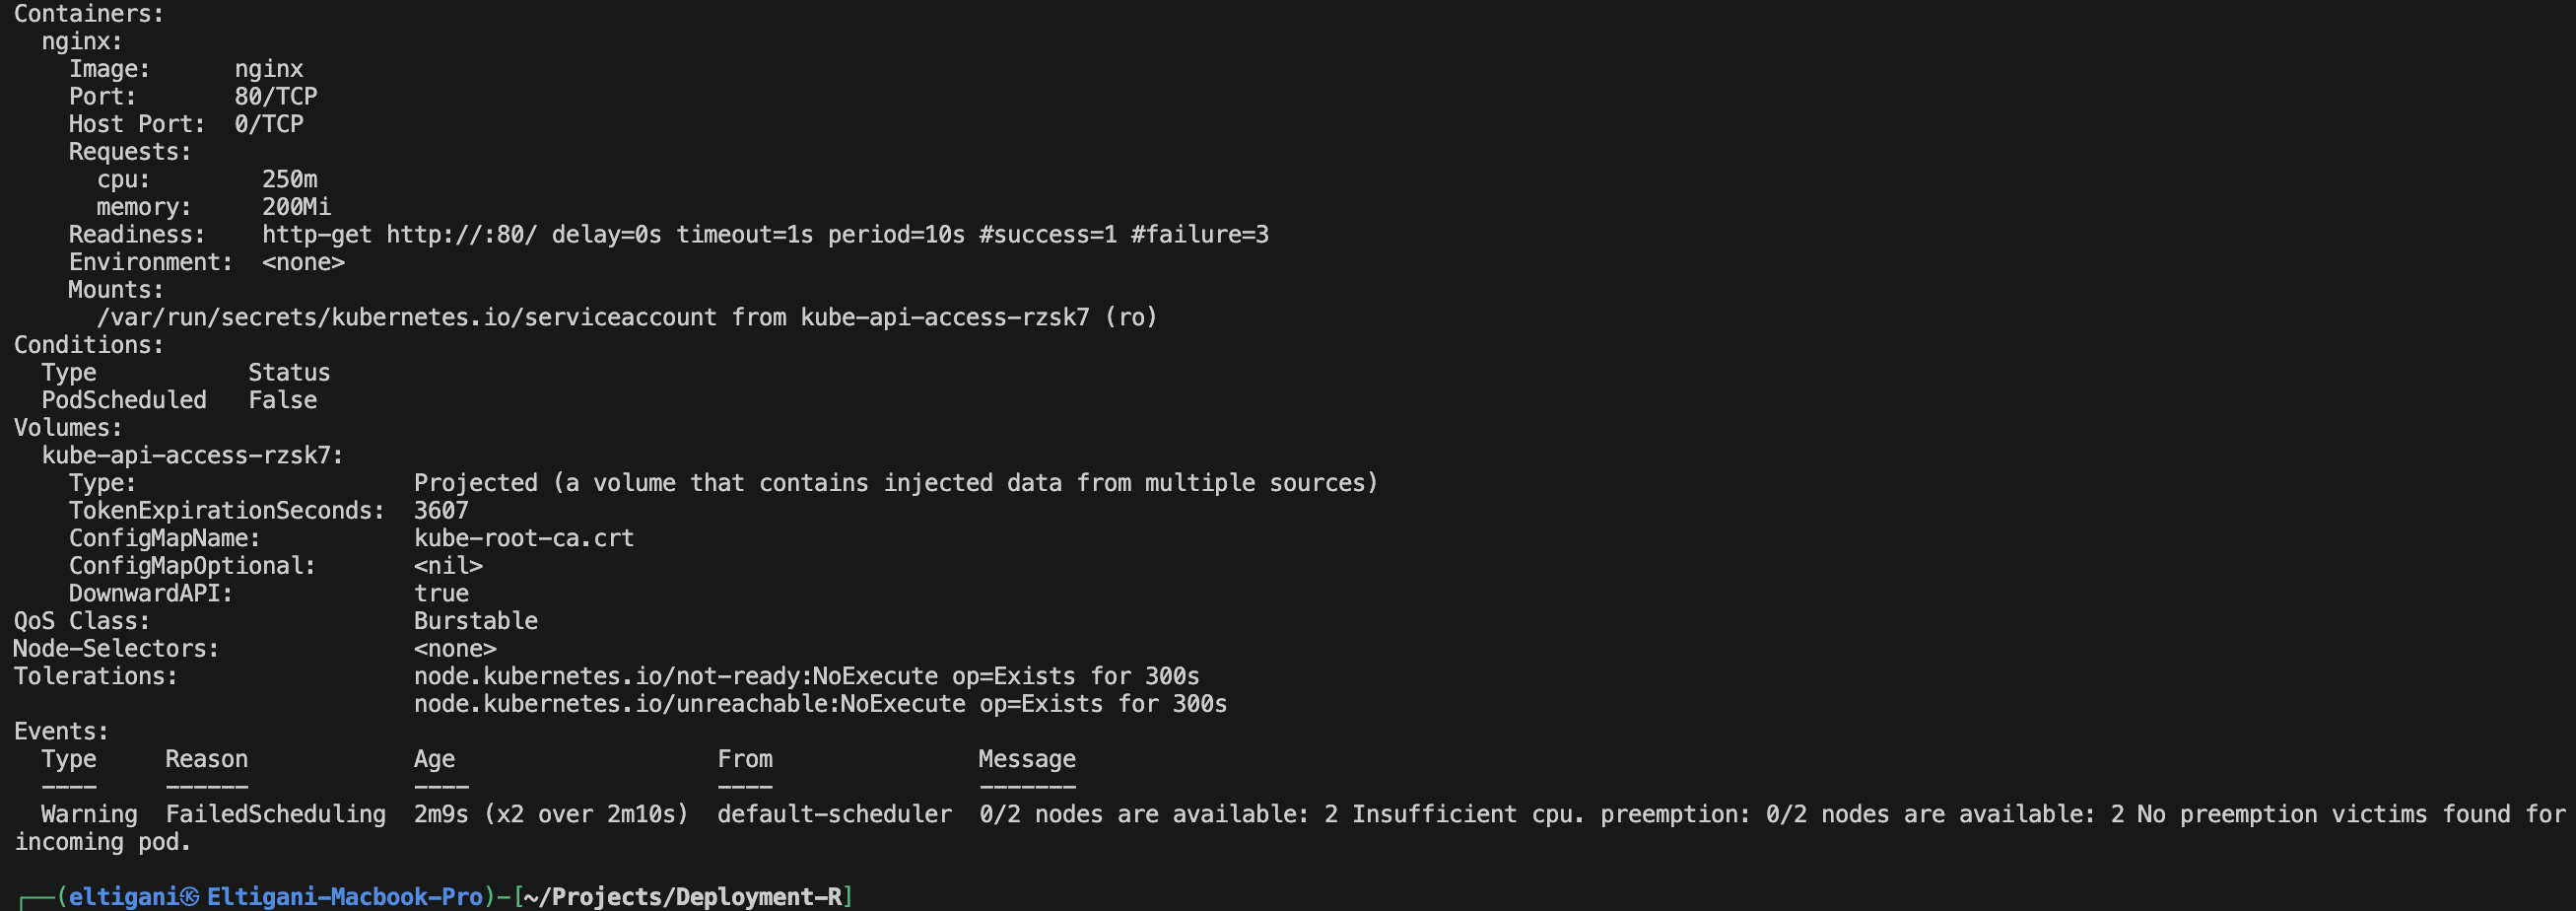 Containers:
  nginx:
    Image:      nginx
    Port:       80/TCP
    Host Port:  0/TCP
    Requests:
      cpu:        250m
      memory:     200Mi
    Readiness:    http-get http://:80/ delay=0s timeout=1s period=10s #success=1 #failure=3
    Environment:  <none>
    Mounts:
      /var/run/secrets/kubernetes.io/serviceaccount from kube-api-access-rzsk7 (ro)
Conditions:
  Type           Status
  PodScheduled   False
Volumes:
  kube-api-access-rzsk7:
    Type:                    Projected (a volume that contains injected data from multiple sources)
    TokenExpirationSeconds:  3607
    ConfigMapName:           kube-root-ca.crt
    ConfigMapOptional:       <nil>
    DownwardAPI:             true
QoS Class:                   Burstable
Node-Selectors:              <none>
Tolerations:                 node.kubernetes.io/not-ready:NoExecute op=Exists for 300s
                             node.kubernetes.io/unreachable:NoExecute op=Exists for 300s
Events:
  Type     Reason            Age                   From               Message
  ----     ------            ----                  ----               -------
  Warning  FailedScheduling  2m9s (x2 over 2m10s)  default-scheduler  0/2 nodes are available: 2 Insufficient cpu. preemption: 0/2 nodes are available: 2 No preemption victims found for
incoming pod.
┌──(eltigani㉿ Eltigani-Macbook-Pro)-[~/Projects/Deployment-R]